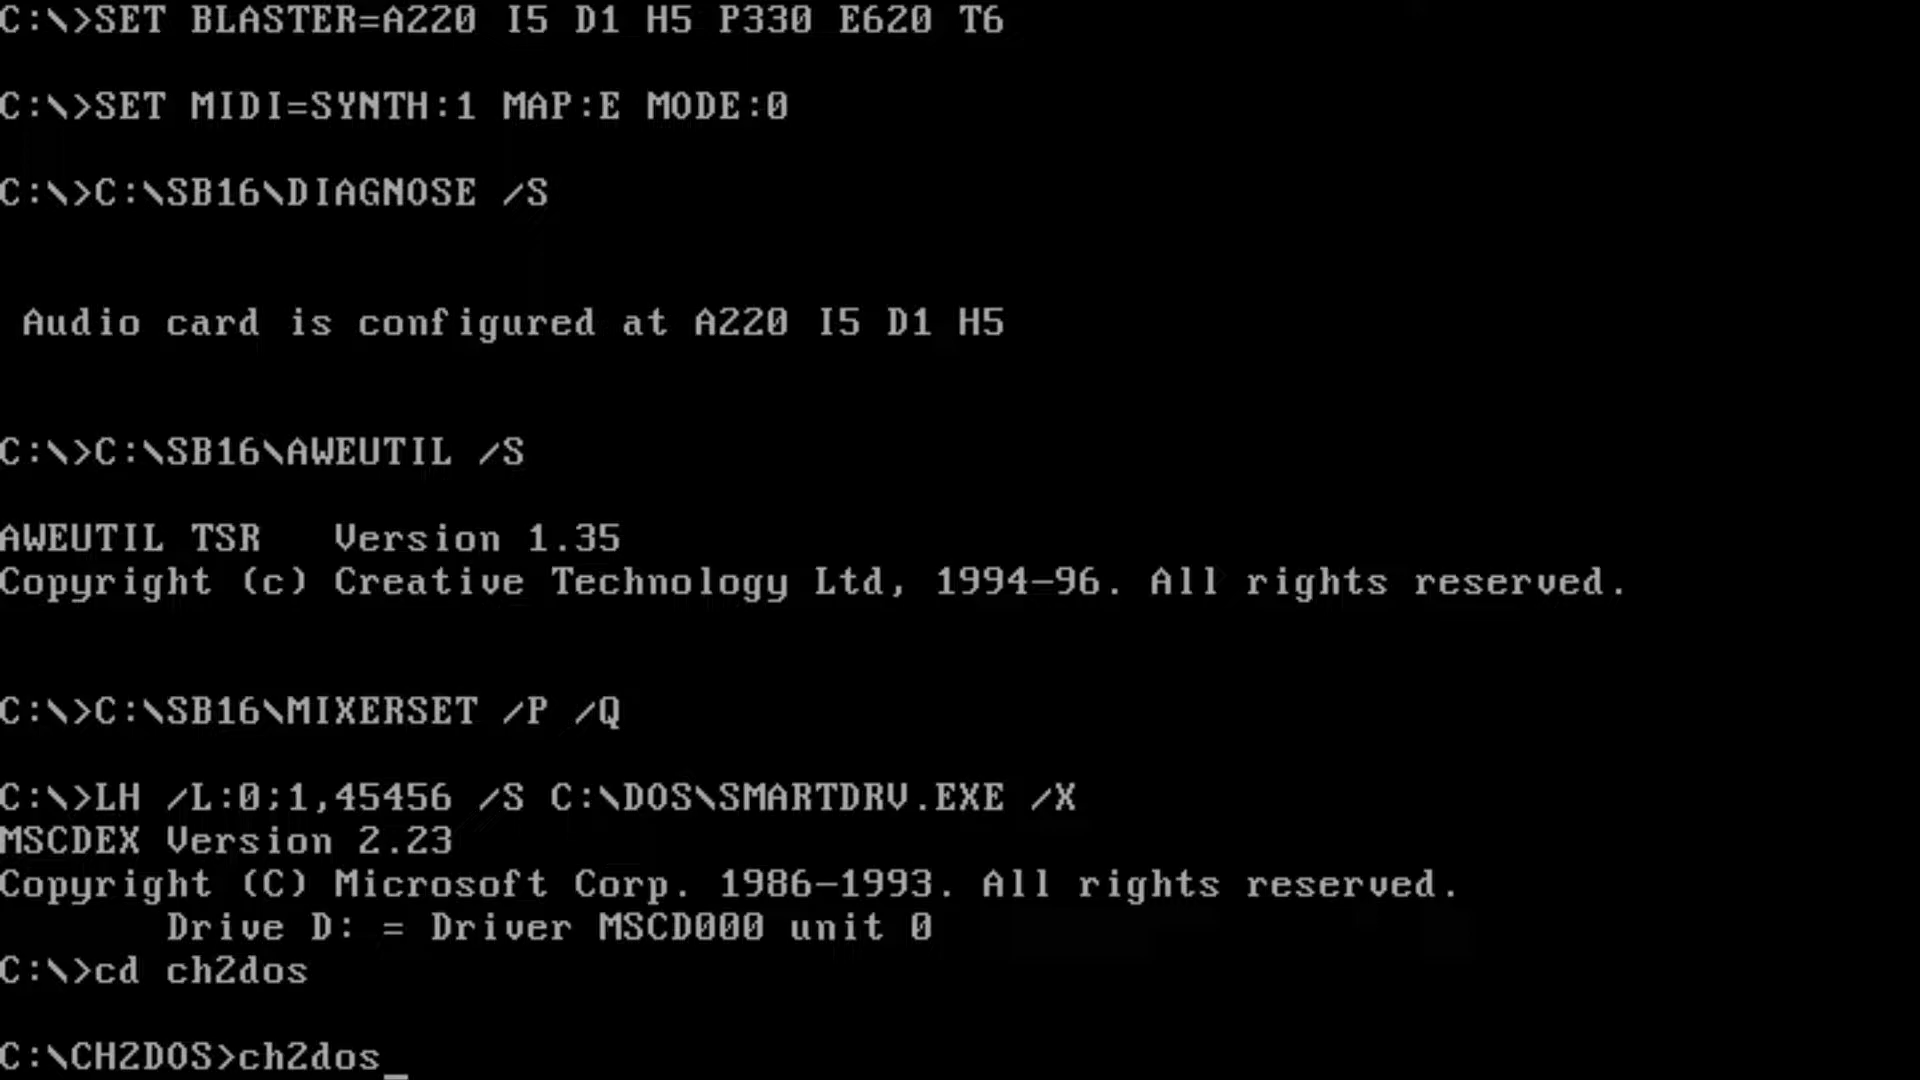 C:\>SET BLASTER=A220 I5 D1 H5 P330 E620 T6
C:\>SET MIDI=SYNTH:1 MAP:E MODE:0
C:\>C:\SB16\DIAGNOSE /S
Audio card is configured at A220 I5 D1 H5
C:\>C:\SB16\AWEUTIL /S
AWEUTIL TSR   Version 1.35
Copyright (c) Creative Technology Ltd, 1994-96. All rights reserved.
C:\>C:\SB16\MIXERSET /P /Q
C:\>LH /L:0;1,45456 /S C:\DOS\SMARTDRV.EXE /X
MSCDEX Version 2.23
Copyright (C) Microsoft Corp. 1986-1993. All rights reserved.
Drive D: = Driver MSCD000 unit 0
C:\>cd ch2dos
C:\CH2DOS>ch2dos_